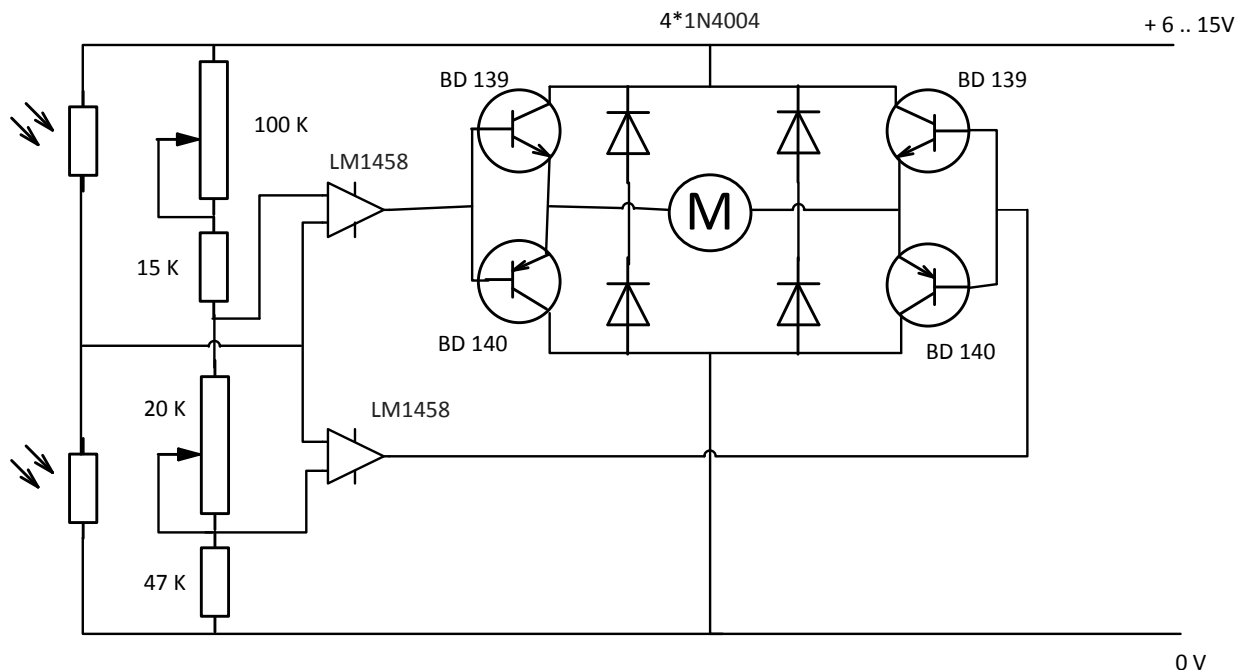 4*1N4004
+ 6 .. 15V
BD 139
BD 139
100 K
LM1458
M
15 K
BD 140
BD 140
20 K
LM1458
47 K
0 V